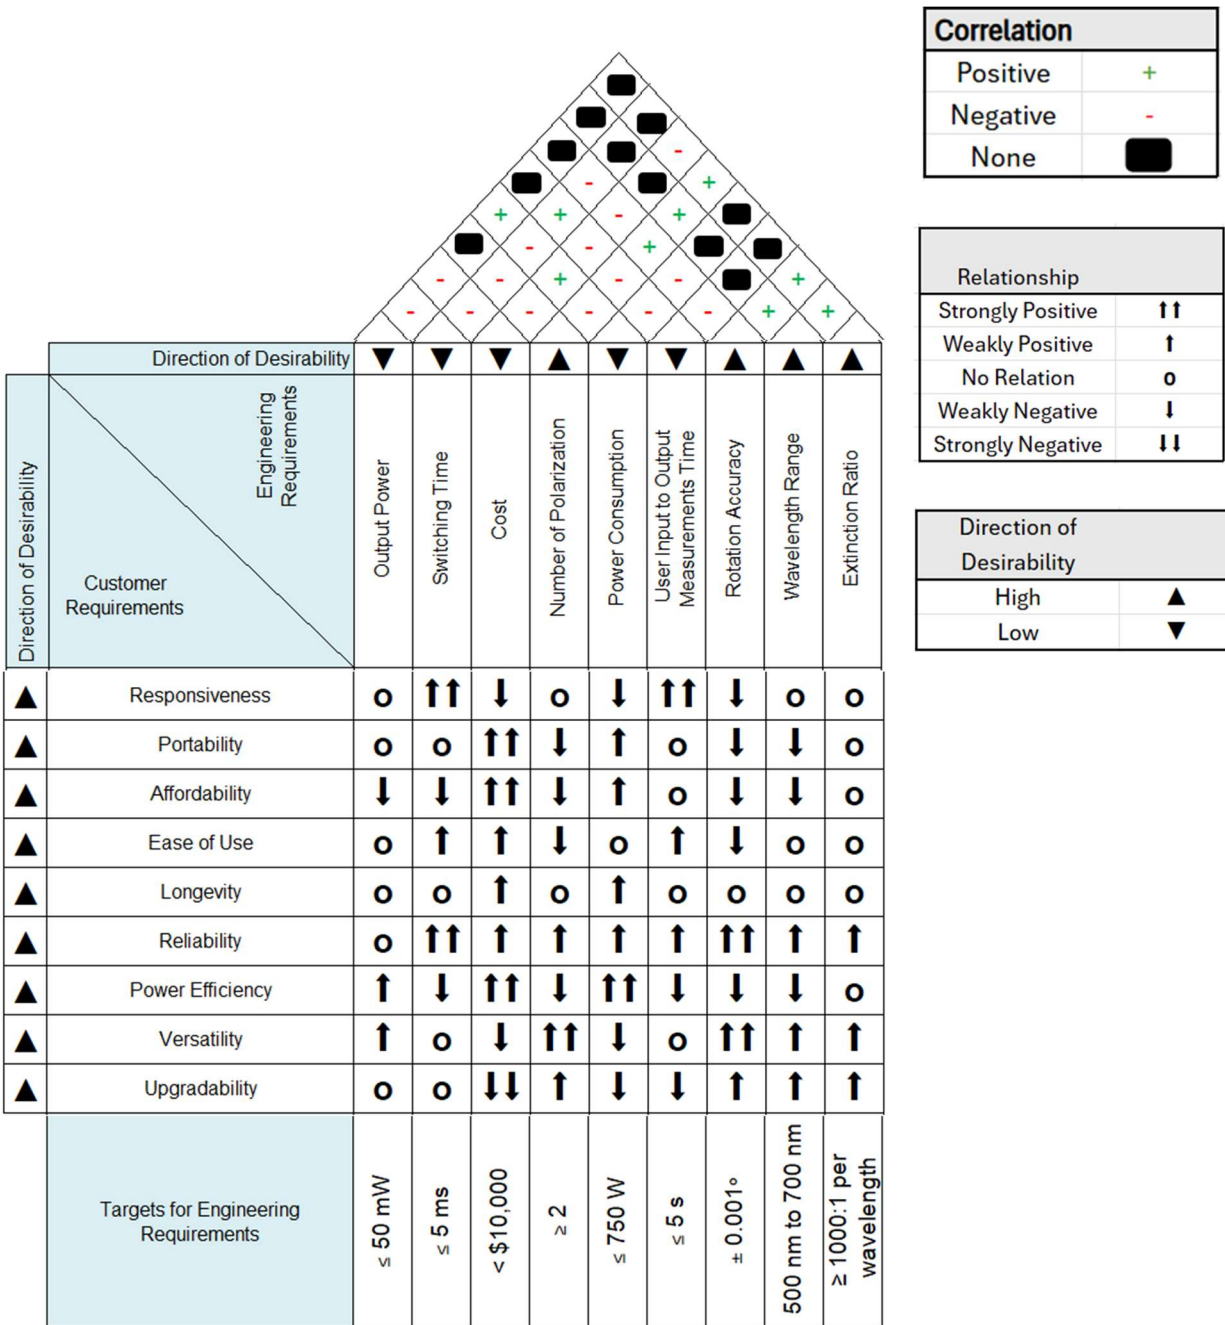 Correlation
Positive +
Negative -
None
-
- +
+ + - +
- - +
- - + - - +
- - - - - - + +
Relationship
Strongly Positive ↑↑
Weakly Positive ↑
No Relation o
Weakly Negative ↓
Strongly Negative ↓↓
Direction of
Desirability
High ▲
Low ▼
Direction of Desirability ▼ ▼ ▼ ▲ ▼ ▼ ▲ ▲ ▲
Direction of Desirability
Engineering
Requirements
Customer
Requirements
Output Power
Switching Time
Cost
Number of Polarization
Power Consumption
User Input to Output
Measurements Time
Rotation Accuracy
Wavelength Range
Extinction Ratio
▲ Responsiveness o ↑↑ ↓ o ↓ ↑↑ ↓ o o
▲ Portability o o ↑↑ ↓ ↑ o ↓ ↓ o
▲ Affordability ↓ ↓ ↑↑ ↓ ↑ o ↓ ↓ o
▲ Ease of Use o ↑ ↑ ↓ o ↑ ↓ o o
▲ Longevity o o ↑ o ↑ o o o o
▲ Reliability o ↑↑ ↑ ↑ ↑ ↑ ↑↑ ↑ ↑
▲ Power Efficiency ↑ ↓ ↑↑ ↓ ↑↑ ↓ ↓ ↓ o
▲ Versatility ↑ o ↓ ↑↑ ↓ o ↑↑ ↑ ↑
▲ Upgradability o o ↓↓ ↑ ↓ ↓ ↑ ↑ ↑
Targets for Engineering
Requirements
≤ 50 mW
≤ 5 ms
< $10,000
≥ 2
≤ 750 W
≤ 5 s
± 0.001°
500 nm to 700 nm
≥ 1000:1 per
wavelength